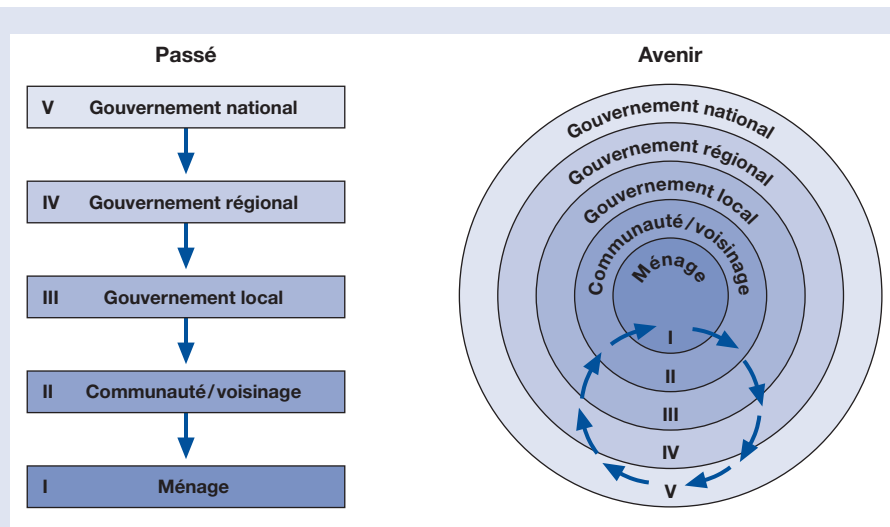 Passé
V Gouvernement national
IV Gouvernement régional
III Gouvernement local
II Communauté/voisinage
I Ménage
Avenir
Gouvernement national
Gouvernement régional
Gouvernement local
Communauté/voisinage
Ménage
I
II
III
IV
V